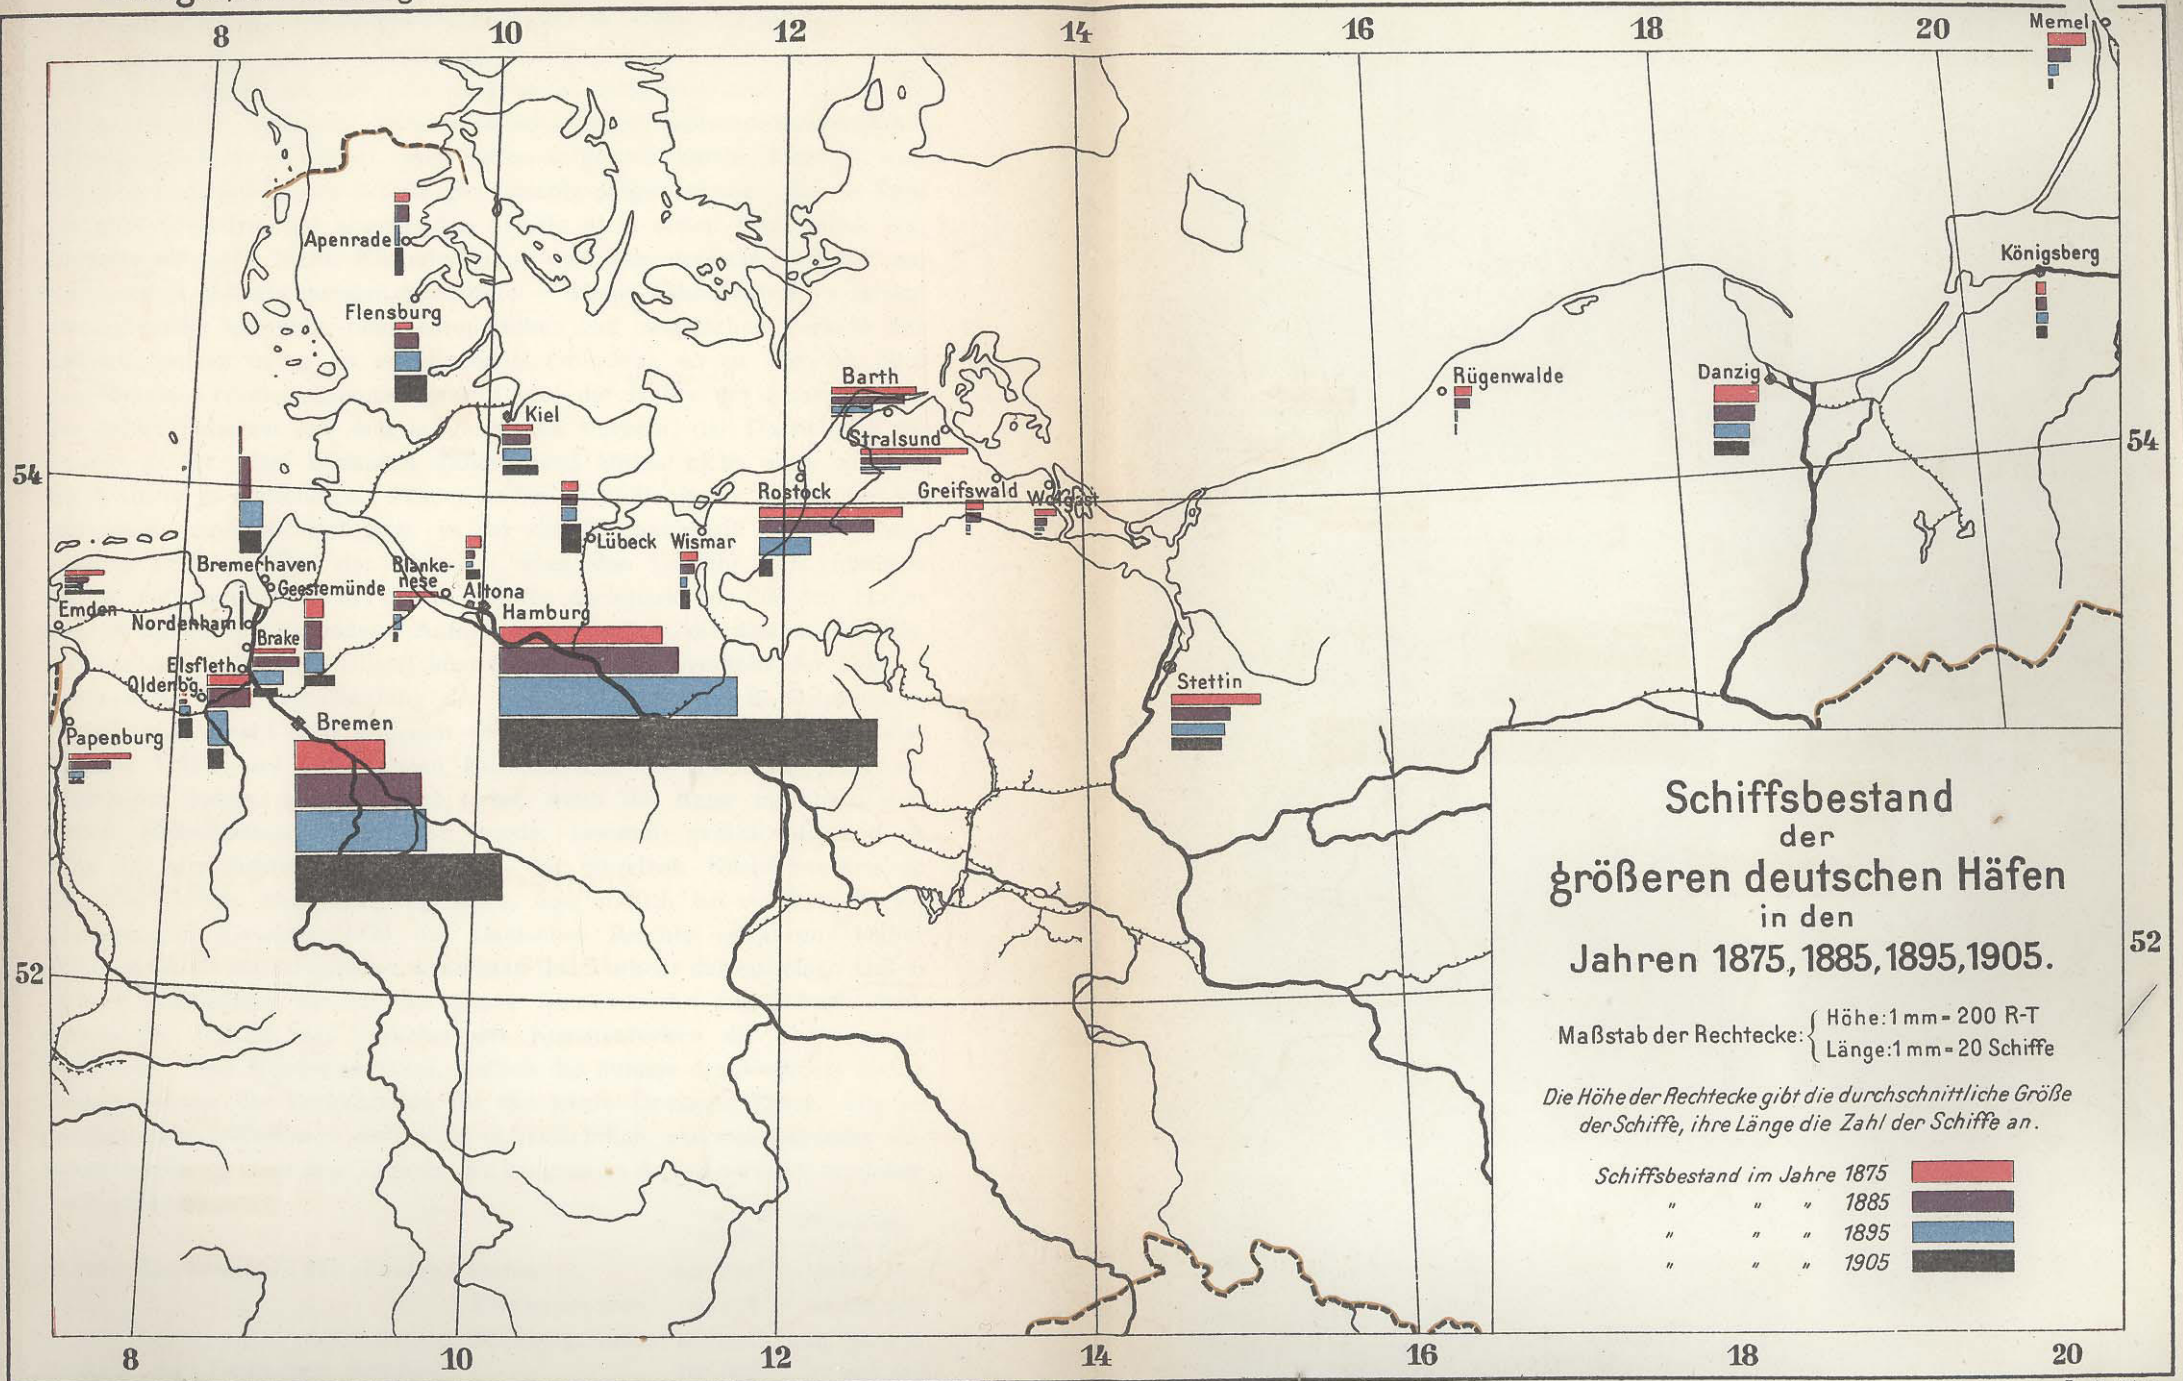 8 10 12 14 16 18 20
Memel
Apenrade
Königsberg
Flensburg
Barth
Rügenwalde
Danzig
Kiel
Stralsund
54
54
Rostock
Greifswald
Wolgast
Lübeck
Wismar
Bremerhaven
Blanke-
nese
Geestemünde
Altona
Emden
Hamburg
Nordenham
Brake
Elsfleth
Oldenbg.
Stettin
Bremen
Papenburg
52
52
Schiffsbestand
der
größeren deutschen Häfen
in den
Jahren 1875, 1885, 1895, 1905.
Maßstab der Rechtecke: { Höhe: 1 mm = 200 R-T
Länge: 1 mm = 20 Schiffe
Die Höhe der Rechtecke gibt die durchschnittliche Größe
der Schiffe, ihre Länge die Zahl der Schiffe an.
Schiffsbestand im Jahre 1875
" " " 1885
" " " 1895
" " " 1905
8 10 12 14 16 18 20